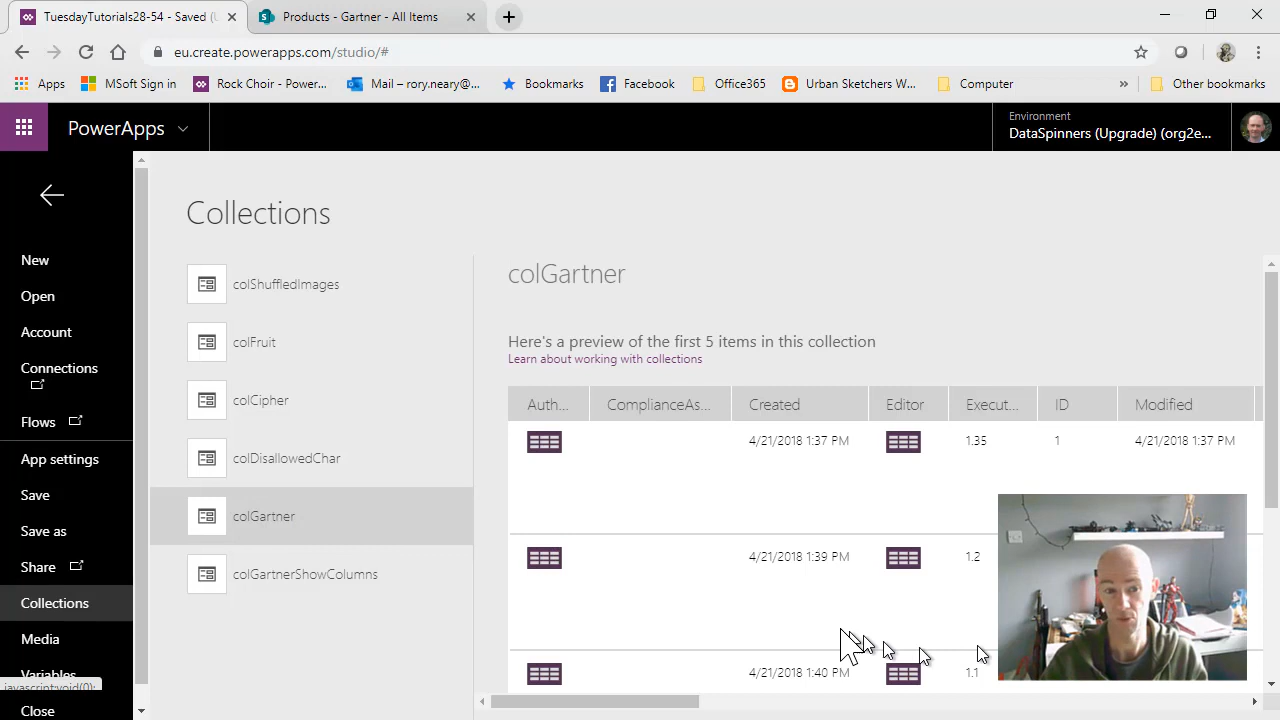 TuesdayTutorials28-54 - Saved (
Products - Gartner - All Items
eu.create.powerapps.com/studio/#
Apps
MSoft Sign in
Rock Choir - Power...
Mail – rory.neary@...
Bookmarks
Facebook
Office365
Urban Sketchers W...
Computer
»
Other bookmarks
PowerApps
Environment
DataSpinners (Upgrade) (org2e...
New
Open
Account
Connections
Flows
App settings
Save
Save as
Share
Collections
Media
Variables
javascript:void(0);
Close
Collections
colShuffledImages
colFruit
colCipher
colDisallowedChar
colGartner
colGartnerShowColumns
colGartner
Here's a preview of the first 5 items in this collection
Learn about working with collections
Auth... ComplianceAs... Created Editor Execut... ID Modified
4/21/2018 1:37 PM 1.35 1 4/21/2018 1:37 PM
4/21/2018 1:39 PM 1.2
4/21/2018 1:40 PM 1.1